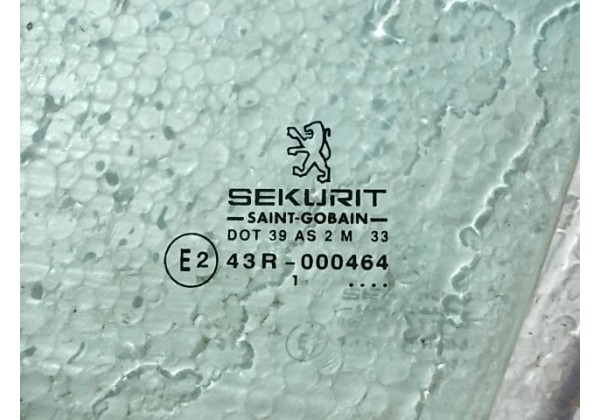 SEKURIT
SAINT-GOBAIN
DOT 39 AS 2 M 33
E2 43R-000464
1 ....